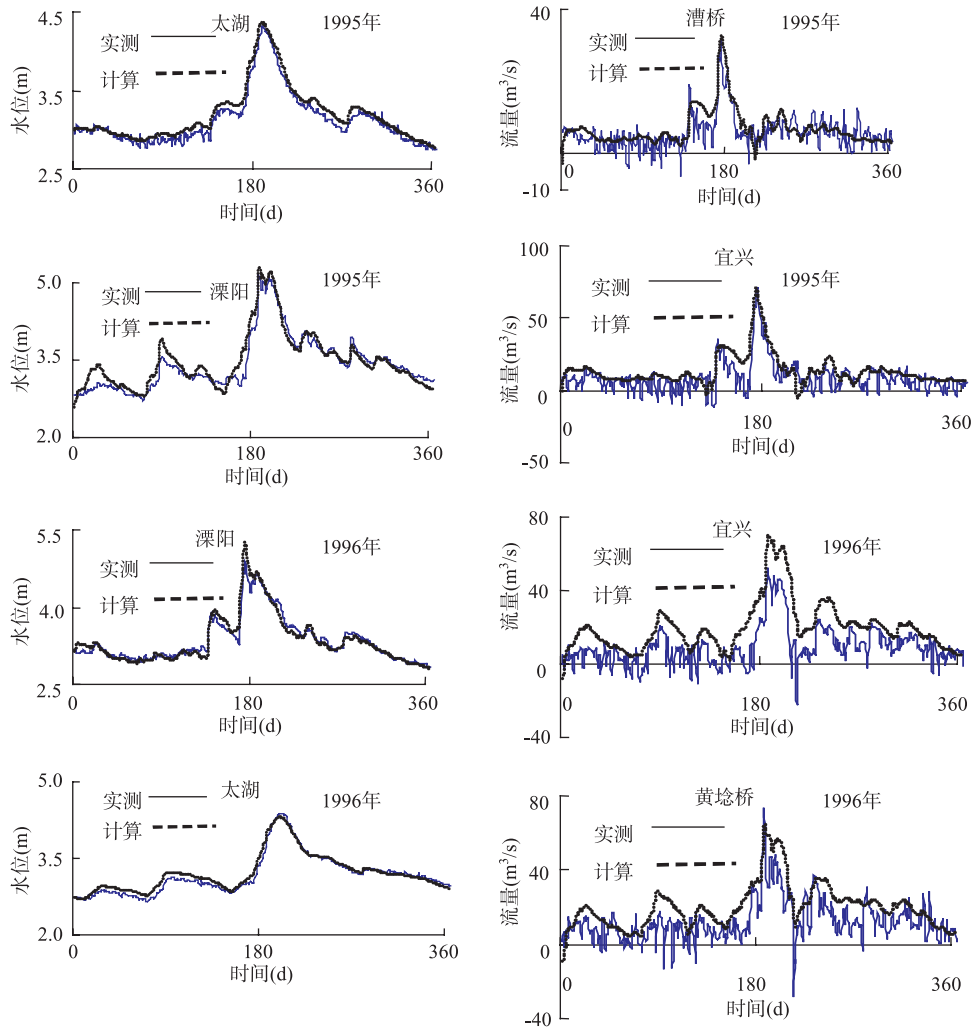 4.5
太湖
1995年
实测
计算
3.5
水位(m)
2.5
0
180
360
时间(d)
40
漕桥
1995年
实测
计算
流量(m³/s)
-10
0
180
360
时间(d)
5.0
实测
溧阳
1995年
计算
3.5
水位(m)
2.0
0
180
360
时间(d)
100
宜兴
1995年
实测
计算
50
流量(m³/s)
0
0
180
360
时间(d)
-50
5.5
溧阳
1996年
实测
计算
4.0
水位(m)
2.5
0
180
360
时间(d)
80
宜兴
1996年
实测
计算
40
流量(m³/s)
0
0
180
360
时间(d)
-40
5.0
实测
太湖
1996年
计算
3.5
水位(m)
2.0
0
180
360
时间(d)
80
黄埝桥
1996年
实测
计算
40
流量(m³/s)
0
0
180
360
时间(d)
-40